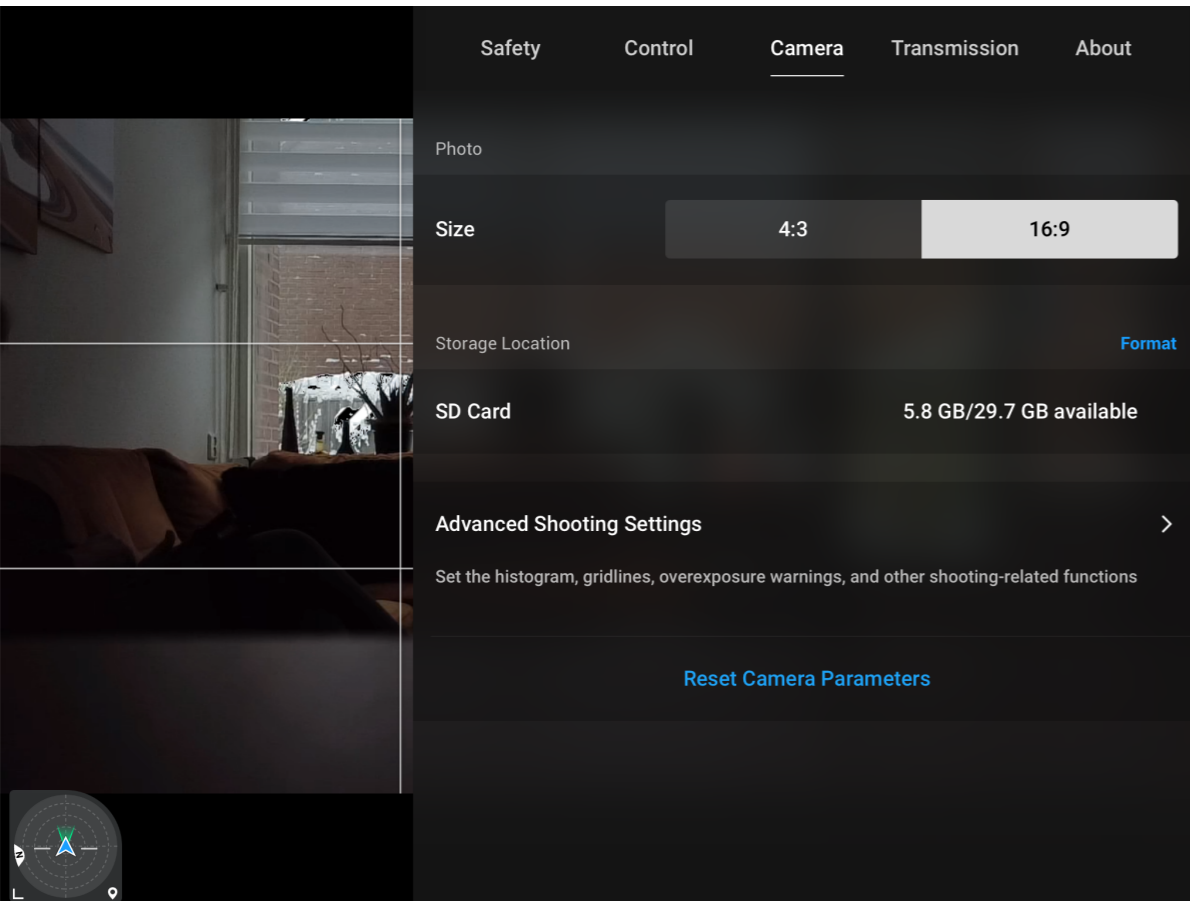 Safety Control Camera Transmission About
Photo
Size 4:3 16:9
Storage Location Format
SD Card 5.8 GB/29.7 GB available
Advanced Shooting Settings
Set the histogram, gridlines, overexposure warnings, and other shooting-related functions
Reset Camera Parameters
N